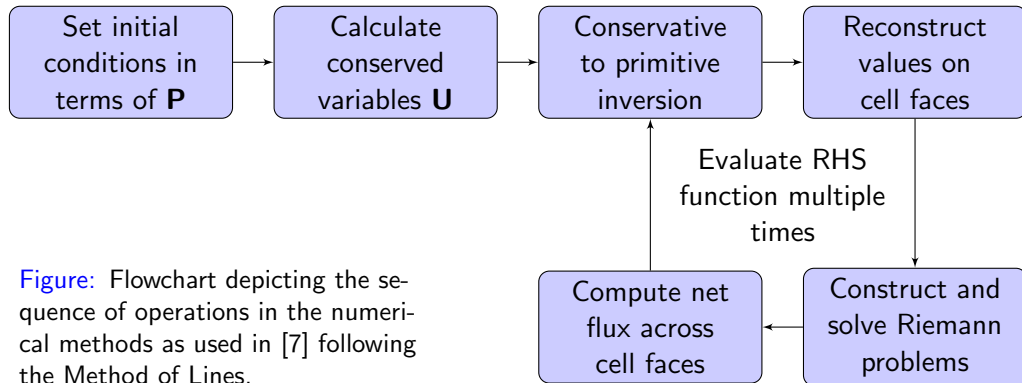 Set initial
conditions in
terms of P
Calculate
conserved
variables U
Conservative
to primitive
inversion
Reconstruct
values on
cell faces
Evaluate RHS
function multiple
times
Construct and
solve Riemann
problems
Compute net
flux across
cell faces
Figure: Flowchart depicting the se-
quence of operations in the numeri-
cal methods as used in [7] following
the Method of Lines.